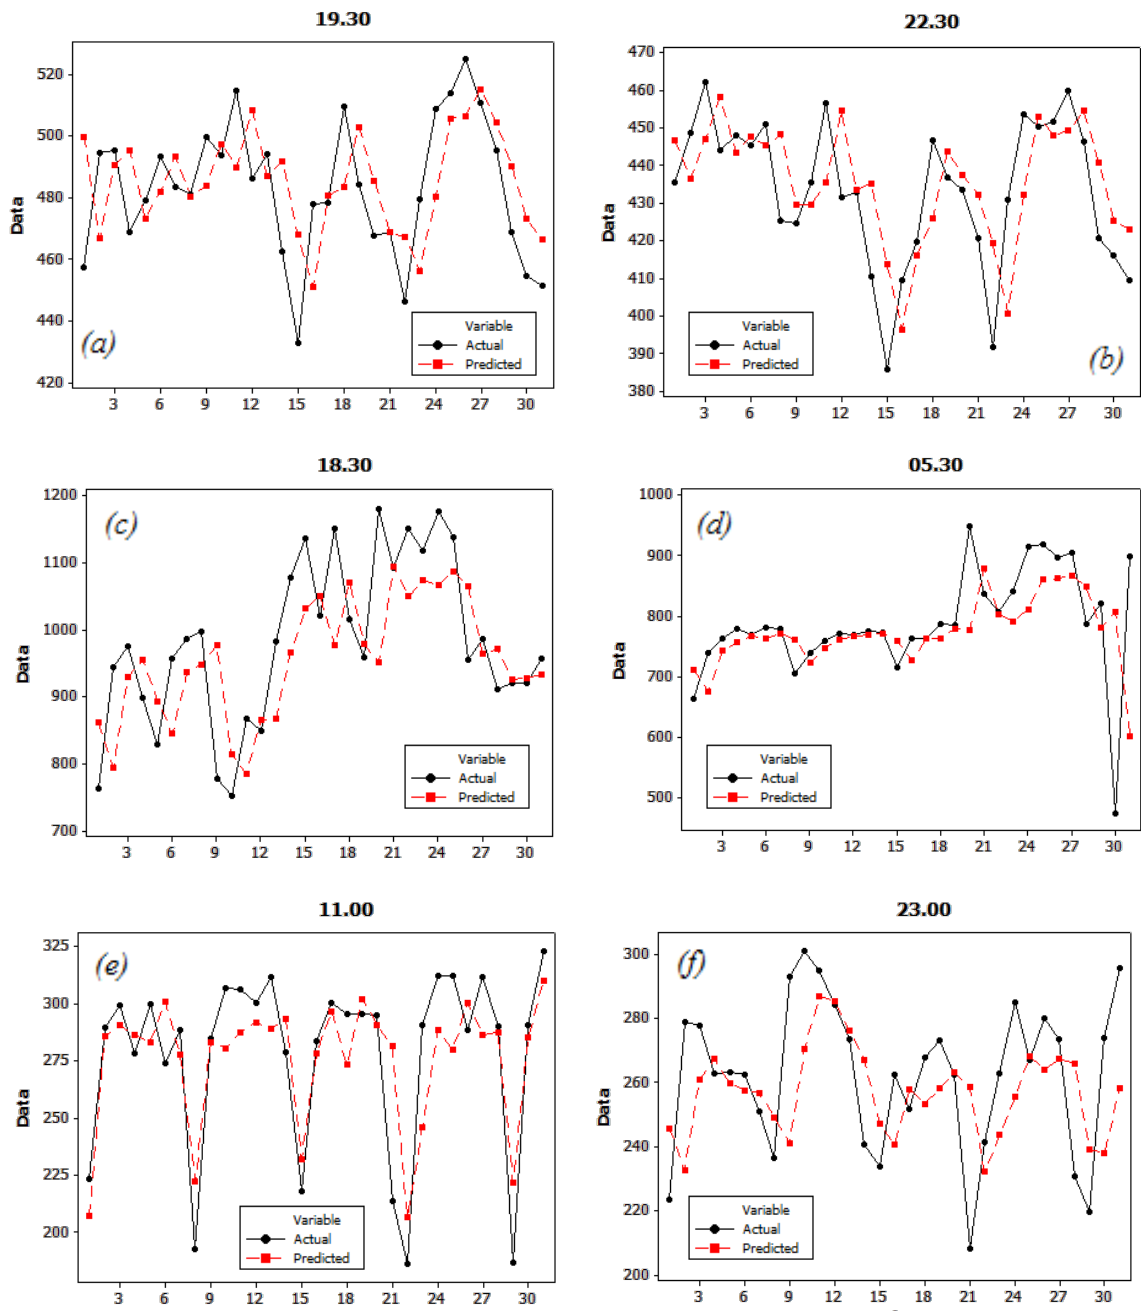 19.30
520
500
480
460
440
420
Data
(a)
Variable
Actual
Predicted
3 6 9 12 15 18 21 24 27 30
22.30
470
460
450
440
430
420
410
400
390
380
Data
(b)
Variable
Actual
Predicted
3 6 9 12 15 18 21 24 27 30
18.30
1200
1100
1000
900
800
700
Data
(c)
Variable
Actual
Predicted
3 6 9 12 15 18 21 24 27 30
05.30
1000
900
800
700
600
500
Data
(d)
Variable
Actual
Predicted
3 6 9 12 15 18 21 24 27 30
11.00
325
300
275
250
225
200
Data
(e)
Variable
Actual
Predicted
3 6 9 12 15 18 21 24 27 30
23.00
300
280
260
240
220
200
Data
(f)
Variable
Actual
Predicted
3 6 9 12 15 18 21 24 27 30